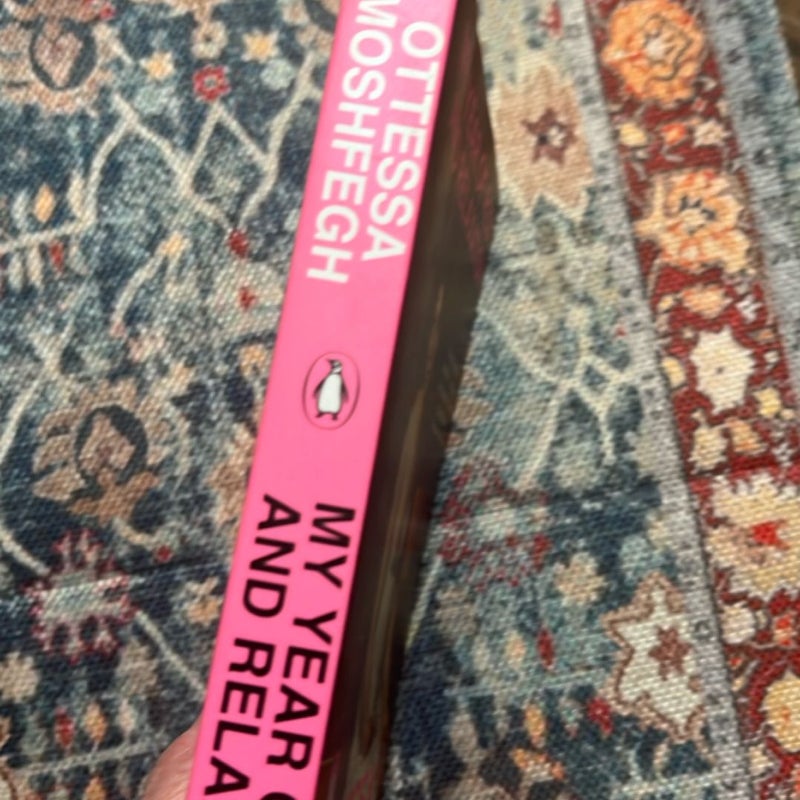 OTTESSA
MOSHFEGH
MY YEAR
AND RELA